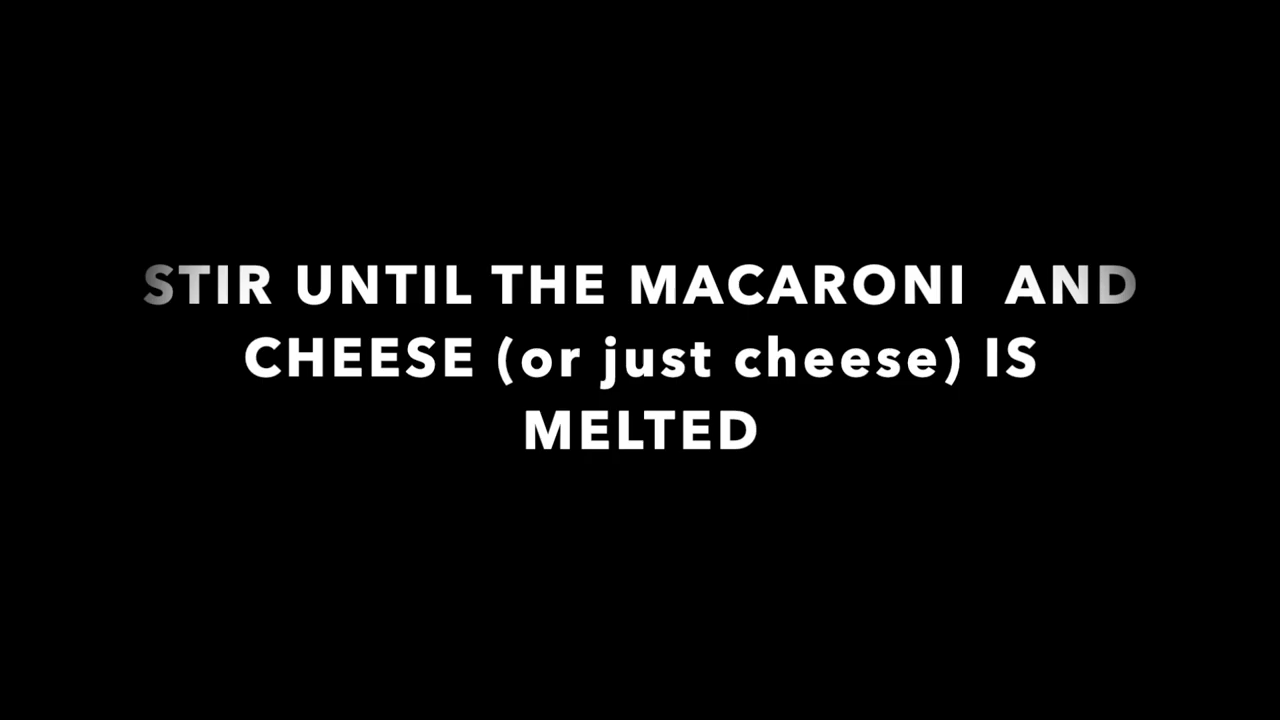 STIR UNTIL THE MACARONI  AND
CHEESE (or just cheese) IS
MELTED